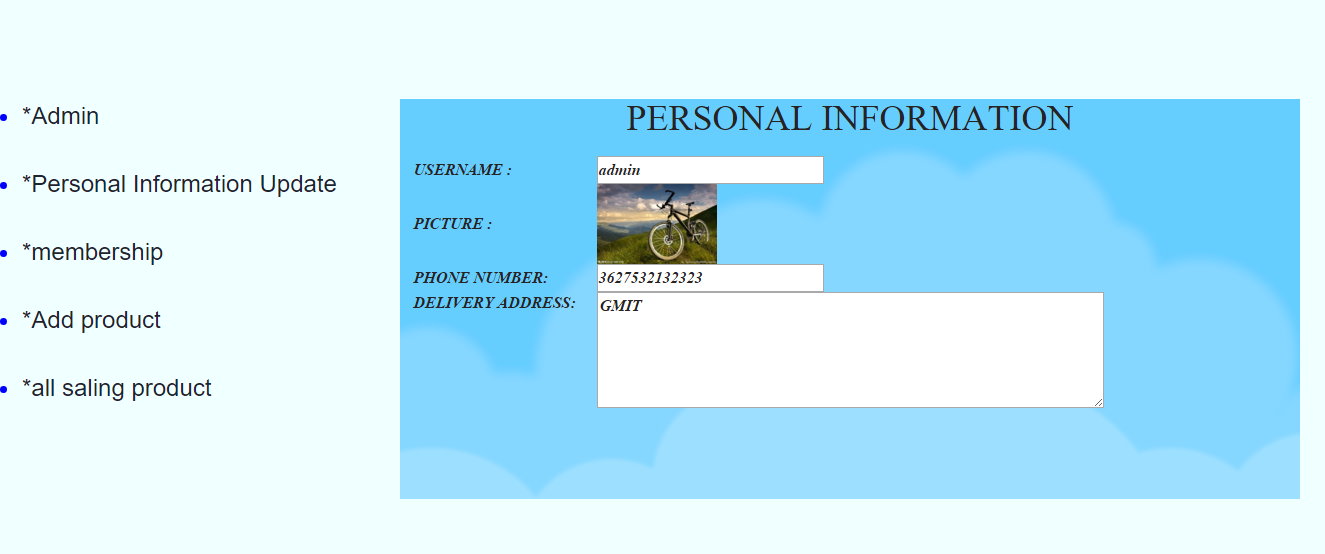 *Admin
*Personal Information Update
*membership
*Add product
*all saling product
PERSONAL INFORMATION
USERNAME : admin
PICTURE :
PHONE NUMBER: 3627532132323
DELIVERY ADDRESS: GMIT